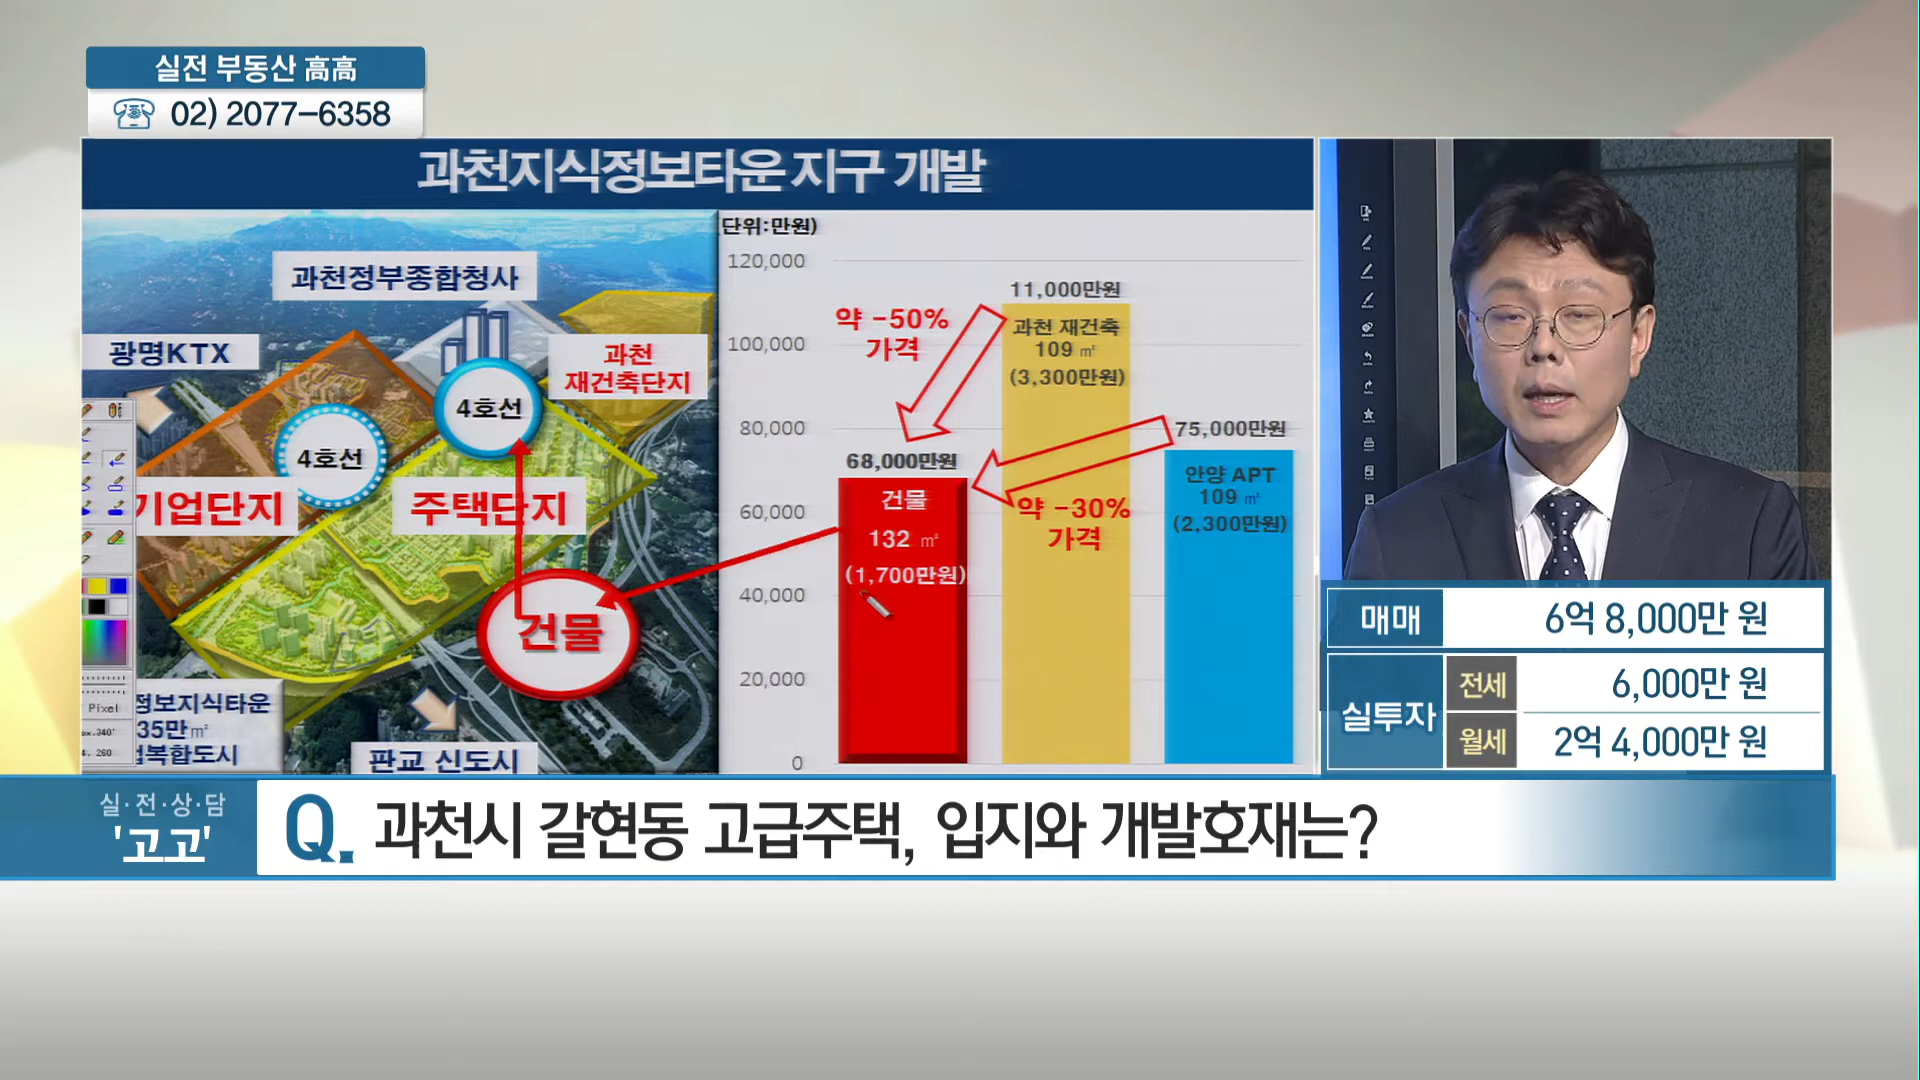 실전 부동산 高高
02) 2077-6358
과천지식정보타운 지구 개발
과천정부종합청사
광명KTX
과천
재건축단지
4호선
4호선
기업단지
주택단지
건물
정보지식타운
35만㎡
복합도시
판교 신도시
Pixel
(단위:만원)
120,000
100,000
80,000
60,000
40,000
20,000
0
약 -50%
가격
11,000만원
과천 재건축
109 ㎡
(3,300만원)
68,000만원
건물
132 ㎡
(1,700만원)
약 -30%
가격
75,000만원
안양 APT
109 ㎡
(2,300만원)
매매 6억 8,000만 원
실투자
전세 6,000만 원
월세 2억 4,000만 원
실·전·상·담
'고고'
Q. 과천시 갈현동 고급주택, 입지와 개발호재는?